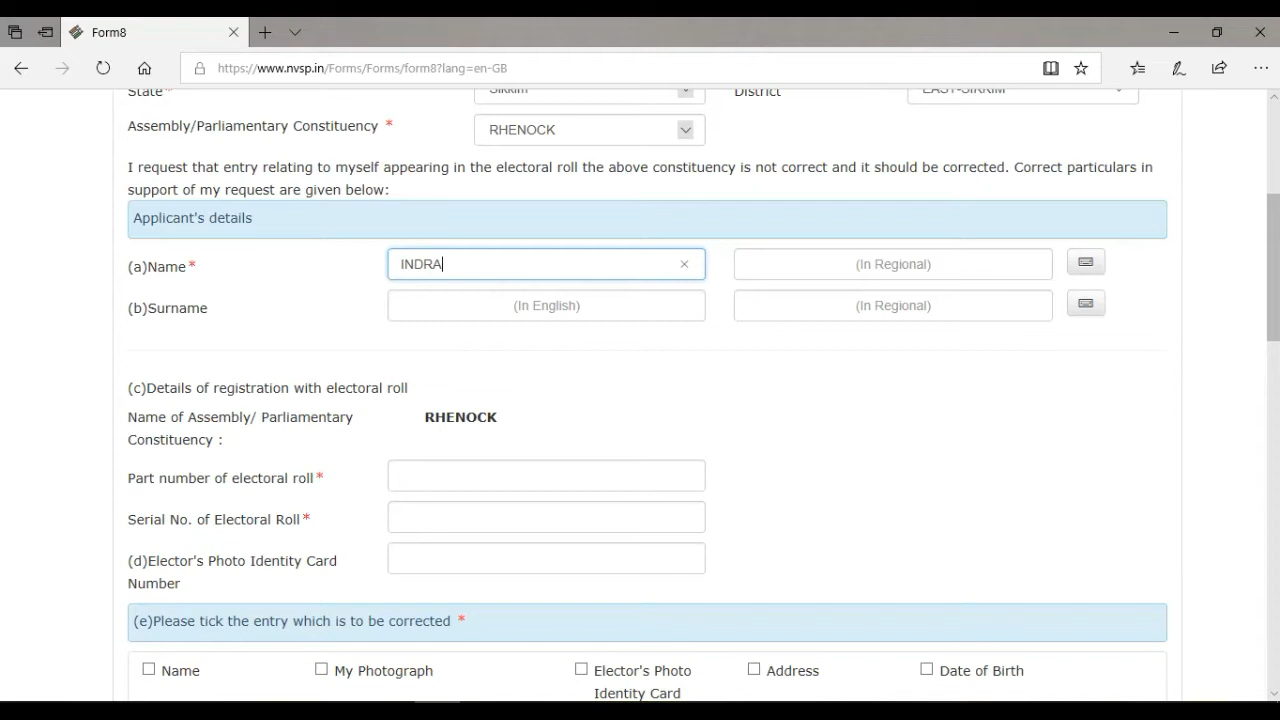 Form8
https://www.nvsp.in/Forms/Forms/form8?lang=en-GB
State* Sikkim District EAST-SIKKIM
Assembly/Parliamentary Constituency * RHENOCK
I request that entry relating to myself appearing in the electoral roll the above constituency is not correct and it should be corrected. Correct particulars in
support of my request are given below:
Applicant's details
(a)Name* INDRA (In Regional)
(b)Surname (In English) (In Regional)
(c)Details of registration with electoral roll
Name of Assembly/ Parliamentary RHENOCK
Constituency :
Part number of electoral roll*
Serial No. of Electoral Roll*
(d)Elector's Photo Identity Card
Number
(e)Please tick the entry which is to be corrected *
Name My Photograph Elector's Photo Address Date of Birth
Identity Card